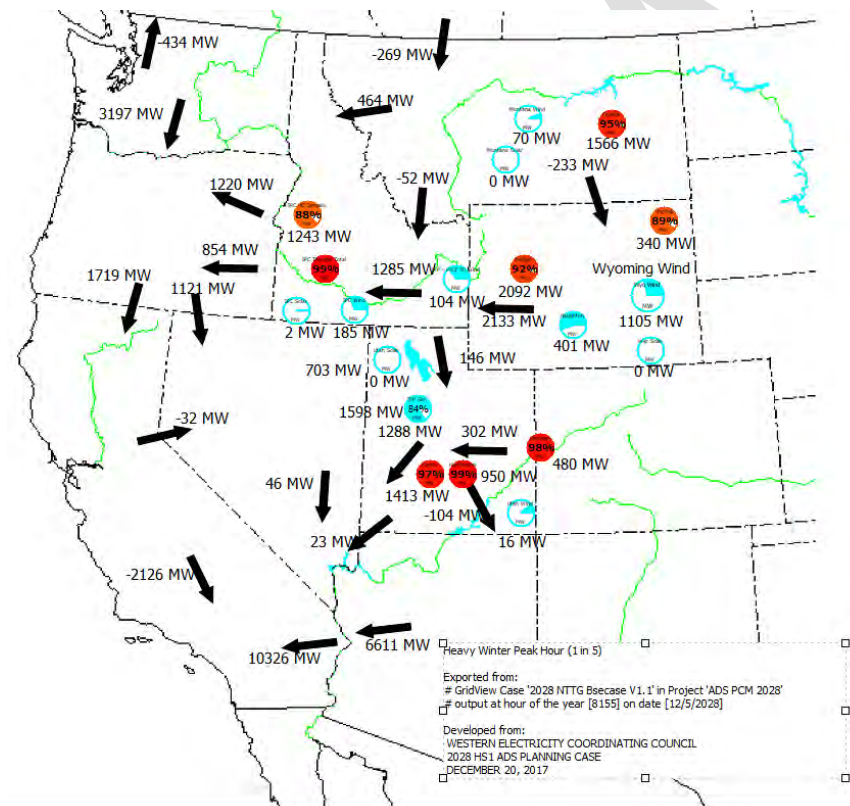 -434 MW
-269 MW
3197 MW
464 MW
Montana Wind
70 MW
95%
1566 MW
Montana Solar
0 MW
-233 MW
-52 MW
1220 MW
88%
1243 MW
89%
340 MW
854 MW
99%
1285 MW
104 MW
92%
2092 MW
Wyoming Wind
1105 MW
1719 MW
1121 MW
2 MW
185 MW
2133 MW
401 MW
0 MW
703 MW
0 MW
146 MW
1598 MW
84%
1288 MW
-32 MW
302 MW
98%
480 MW
46 MW
97%
1413 MW
99%
950 MW
-104 MW
16 MW
23 MW
-2126 MW
10326 MW
6611 MW
Heavy Winter Peak Hour (1 in 5)
Exported from:
# GridView Case '2028 NTTG Bsecase V1.1' in Project 'ADS PCM 2028'
# output at hour of the year [8155] on date [12/5/2028]
Developed from:
WESTERN ELECTRICITY COORDINATING COUNCIL
2028 HS1 ADS PLANNING CASE
DECEMBER 20, 2017